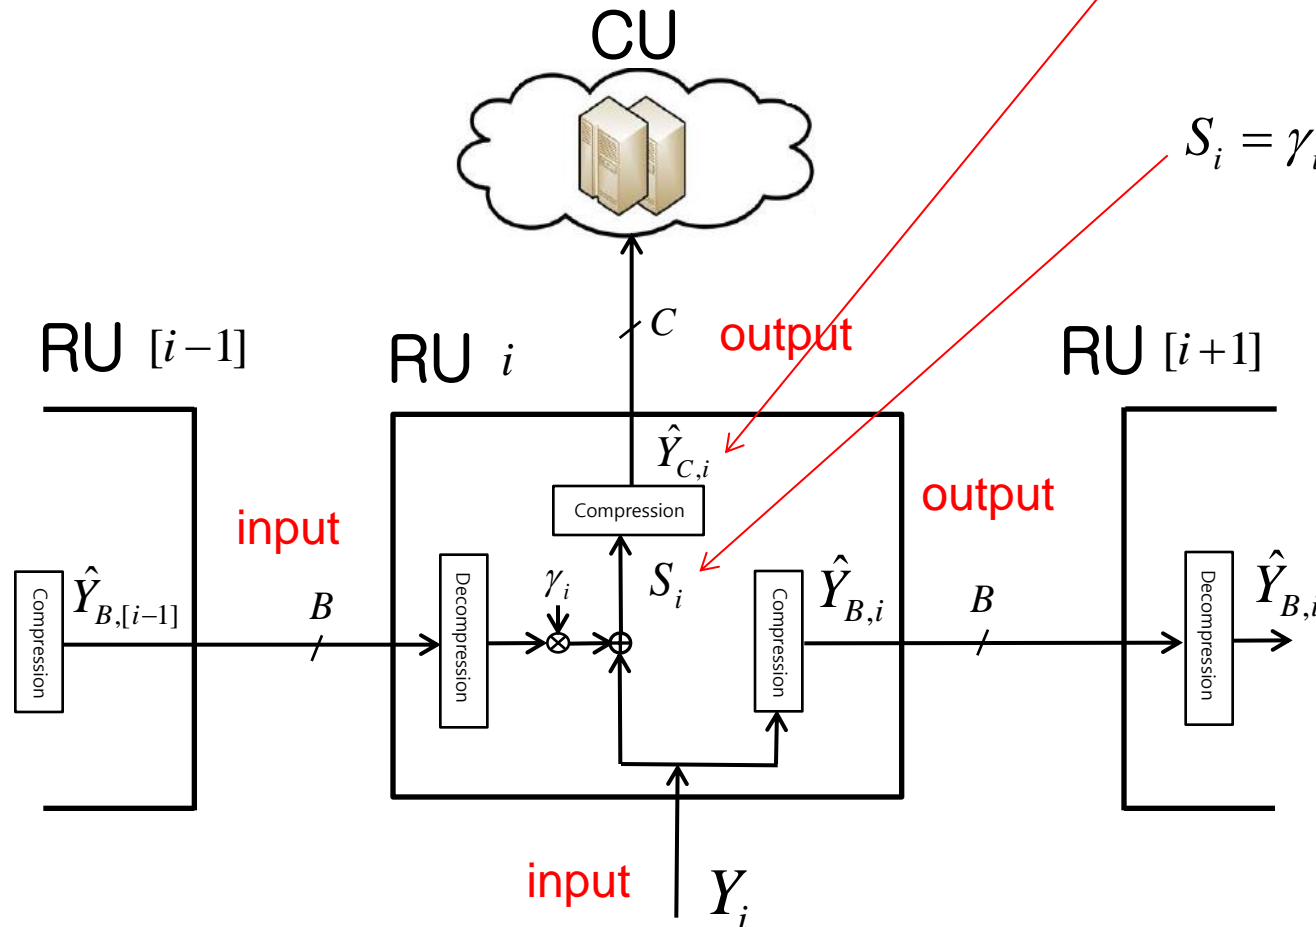 CU
S_i = γ_i
C
output
RU [i−1]
RU i
RU [i+1]
Ŷ_{C,i}
Compression
output
input
Compression
Ŷ_{B,[i−1]}
B
Decompression
γ_i
S_i
Compression
Ŷ_{B,i}
B
Decompression
Ŷ_{B,i
input
Y_i